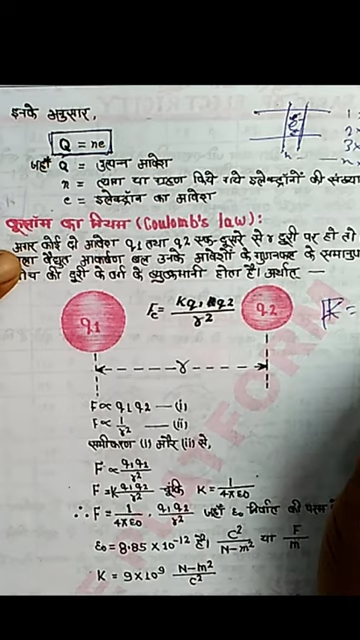 इनके अनुसार,
Q = ne
जहाँ Q = उत्पन्न आवेश
n = त्यागे या ग्रहण किये गये इलेक्ट्रॉनों की संख्या
e = इलेक्ट्रॉन का आवेश
कूलॉम का नियम (Coulomb's law):
अगर कोई दो आवेश q1 तथा q2 एक दूसरे से r दूरी पर हो तो
वैद्युत आकर्षण बल उनके आवेशों के गुणनफल के समानुपा
की दूरी के वर्ग के व्युत्क्रमानुपाती होता है। अर्थात् —
q1
Fc = Kq1q2/r2
q2
K =
r
F ∝ q1q2 — (i)
F ∝ 1/r2 — (ii)
समीकरण (i) और (ii) से,
F ∝ q1q2/r2
F = K q1q2/r2 चूंकि K = 1/4πε0
∴ F = 1/4πε0 . q1q2/r2 जहाँ ε0 निर्वात की
ε0 = 8.85 × 10-12 है। C2/N-m2 या F/m
K = 9 × 10 9 N-m2/C2